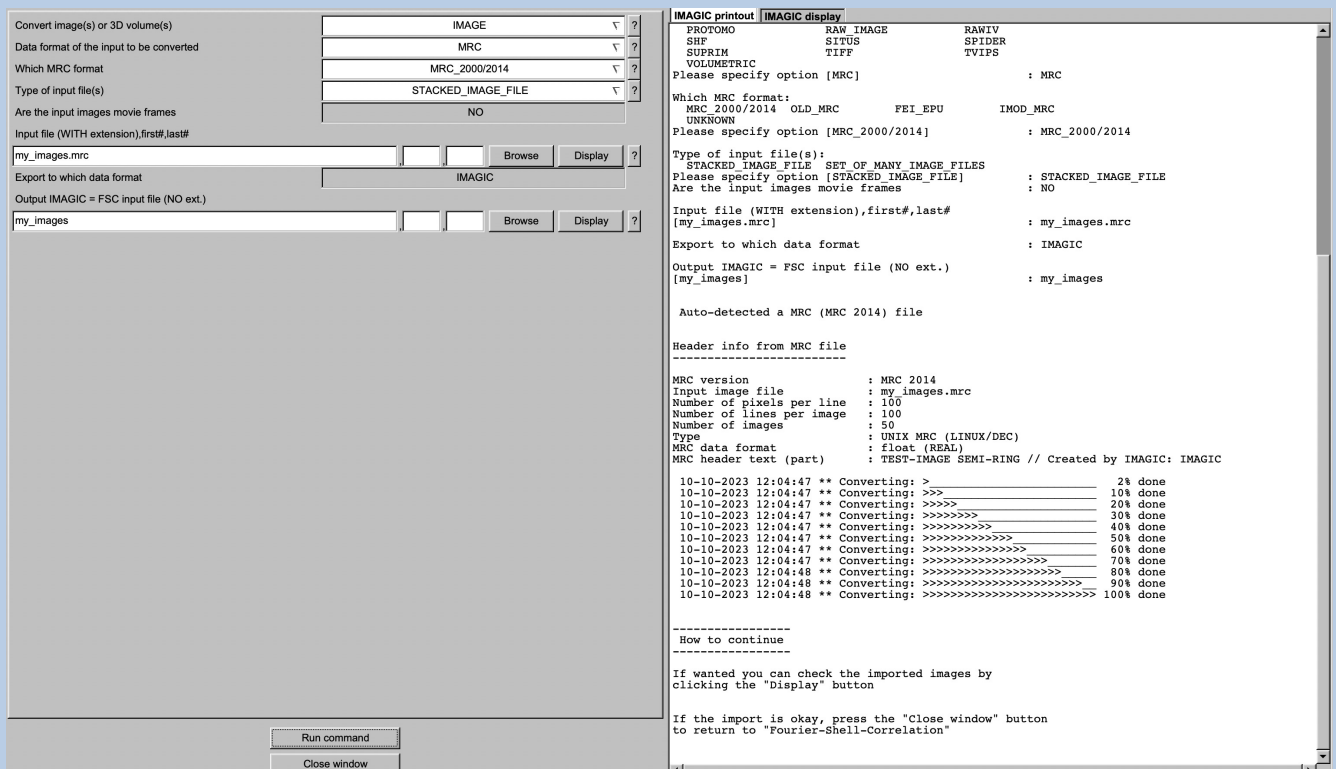 Convert image(s) or 3D volume(s) IMAGE ?
Data format of the input to be converted MRC ?
Which MRC format MRC_2000/2014 ?
Type of input file(s) STACKED_IMAGE_FILE ?
Are the input images movie frames NO
Input file (WITH extension),first#,last#
my_images.mrc , , Browse Display ?
Export to which data format IMAGIC
Output IMAGIC = FSC input file (NO ext.)
my_images , , Browse Display ?
Run command
Close window
IMAGIC printout IMAGIC display
PROTOMO RAW_IMAGE RAWIV
SHF SITUS SPIDER
SUPRIM TIFF TVIPS
VOLUMETRIC
Please specify option [MRC] : MRC
Which MRC format:
MRC_2000/2014 OLD_MRC FEI_EPU IMOD_MRC
UNKNOWN
Please specify option [MRC_2000/2014] : MRC_2000/2014
Type of input file(s):
STACKED_IMAGE_FILE SET_OF_MANY_IMAGE_FILES
Please specify option [STACKED_IMAGE_FILE] : STACKED_IMAGE_FILE
Are the input images movie frames : NO
Input file (WITH extension),first#,last#
[my_images.mrc] : my_images.mrc
Export to which data format : IMAGIC
Output IMAGIC = FSC input file (NO ext.)
[my_images] : my_images
Auto-detected a MRC (MRC 2014) file
Header info from MRC file
-------------------------
MRC version : MRC 2014
Input image file : my_images.mrc
Number of pixels per line : 100
Number of lines per image : 100
Number of images : 50
Type : UNIX MRC (LINUX/DEC)
MRC data format : float (REAL)
MRC header text (part) : TEST-IMAGE SEMI-RING // Created by IMAGIC: IMAGIC
10-10-2023 12:04:47 ** Converting: >________________________ 2% done
10-10-2023 12:04:47 ** Converting: >>>______________________ 10% done
10-10-2023 12:04:47 ** Converting: >>>>>____________________ 20% done
10-10-2023 12:04:47 ** Converting: >>>>>>>>_________________ 30% done
10-10-2023 12:04:47 ** Converting: >>>>>>>>>>_______________ 40% done
10-10-2023 12:04:47 ** Converting: >>>>>>>>>>>>>____________ 50% done
10-10-2023 12:04:47 ** Converting: >>>>>>>>>>>>>>>__________ 60% done
10-10-2023 12:04:47 ** Converting: >>>>>>>>>>>>>>>>>>_______ 70% done
10-10-2023 12:04:48 ** Converting: >>>>>>>>>>>>>>>>>>>>_____ 80% done
10-10-2023 12:04:48 ** Converting: >>>>>>>>>>>>>>>>>>>>>>>__ 90% done
10-10-2023 12:04:48 ** Converting: >>>>>>>>>>>>>>>>>>>>>>>>> 100% done
-----------------
How to continue
-----------------
If wanted you can check the imported images by
clicking the "Display" button
If the import is okay, press the "Close window" button
to return to "Fourier-Shell-Correlation"